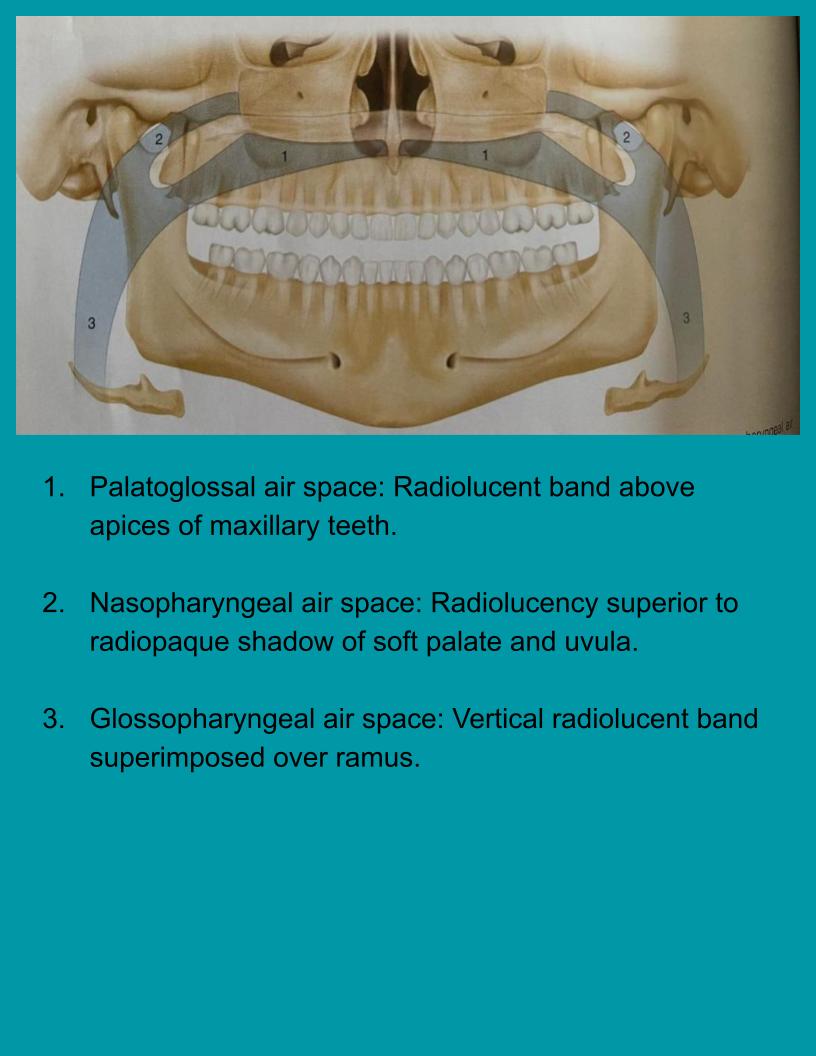 2 2
1 1
3 3
haryngeal air
1. Palatoglossal air space: Radiolucent band above
apices of maxillary teeth.
2. Nasopharyngeal air space: Radiolucency superior to
radiopaque shadow of soft palate and uvula.
3. Glossopharyngeal air space: Vertical radiolucent band
superimposed over ramus.